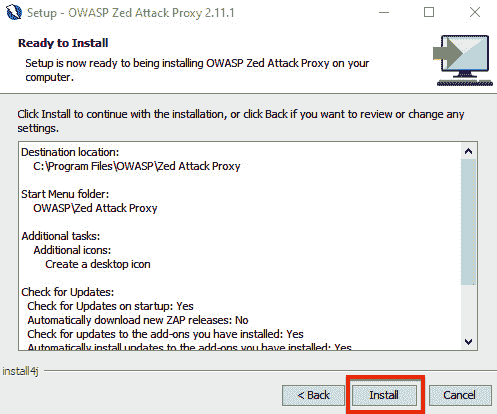 Setup - OWASP Zed Attack Proxy 2.11.1
Ready to Install
Setup is now ready to being installing OWASP Zed Attack Proxy on your
computer.
Click Install to continue with the installation, or click Back if you want to review or change any
settings.
Destination location:
C:\Program Files\OWASP\Zed Attack Proxy
Start Menu folder:
OWASP\Zed Attack Proxy
Additional tasks:
Additional icons:
Create a desktop icon
Check for Updates:
Check for Updates on startup: Yes
Automatically download new ZAP releases: No
Check for updates to the add-ons you have installed: Yes
Automatically install updates to the add-ons you have installed: Yes
install4j
< Back
Install
Cancel